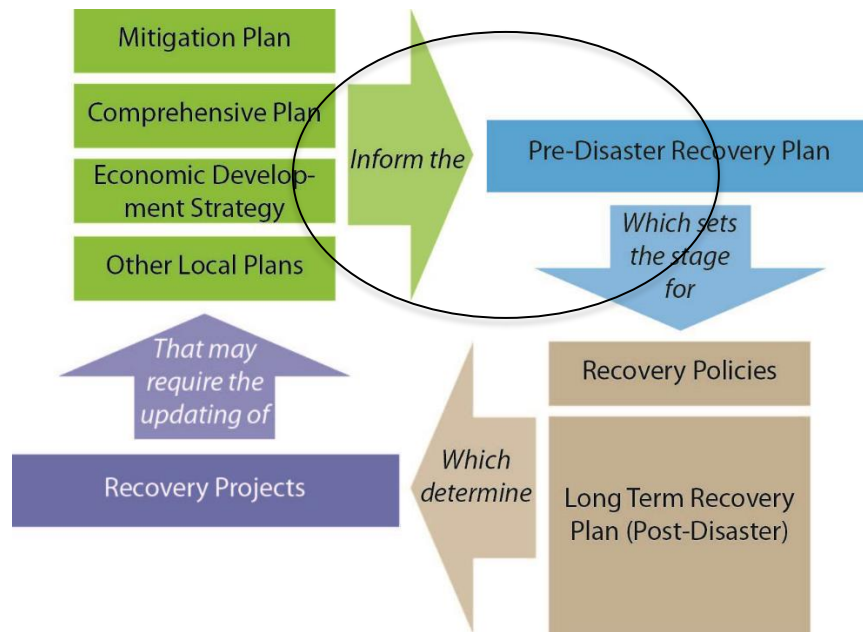 Mitigation Plan
Comprehensive Plan
Economic Develop-
ment Strategy
Other Local Plans
Inform the
Pre-Disaster Recovery Plan
Which sets
the stage
for
Recovery Policies
Long Term Recovery
Plan (Post-Disaster)
Which
determine
Recovery Projects
That may
require the
updating of